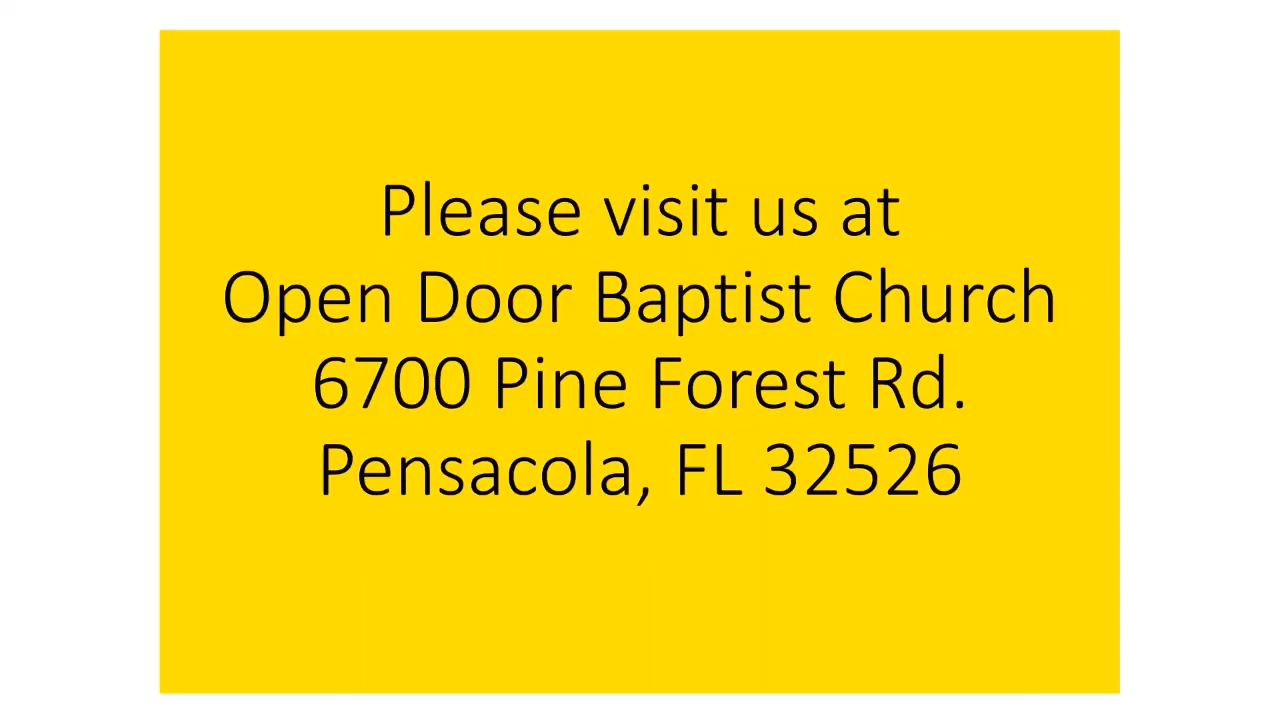 Please visit us at
Open Door Baptist Church
6700 Pine Forest Rd.
Pensacola, FL 32526